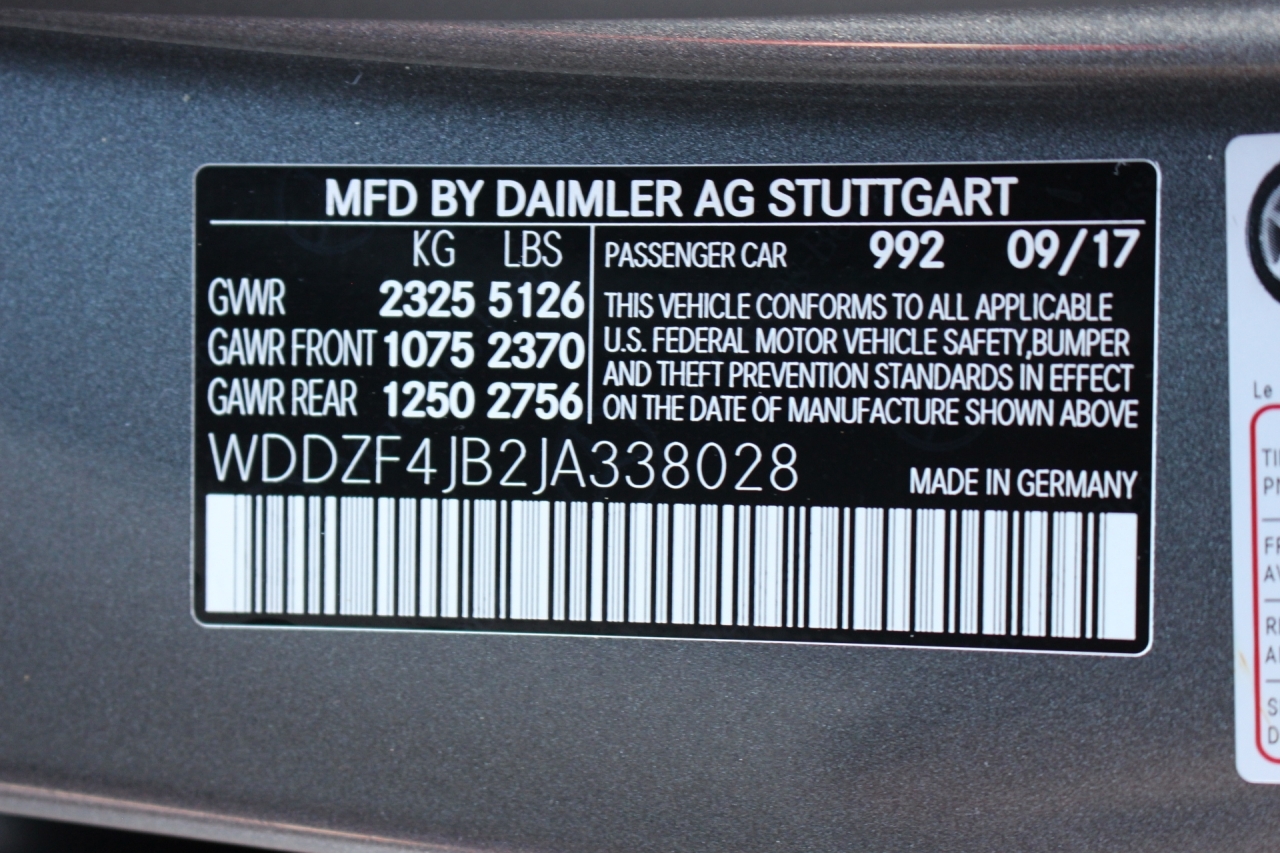 MFD BY DAIMLER AG STUTTGART
KG LBS
GVWR 2325 5126
GAWR FRONT 1075 2370
GAWR REAR 1250 2756
PASSENGER CAR 992 09/17
THIS VEHICLE CONFORMS TO ALL APPLICABLE
U.S. FEDERAL MOTOR VEHICLE SAFETY,BUMPER
AND THEFT PREVENTION STANDARDS IN EFFECT
ON THE DATE OF MANUFACTURE SHOWN ABOVE
WDDZF4JB2JA338028
MADE IN GERMANY
Le